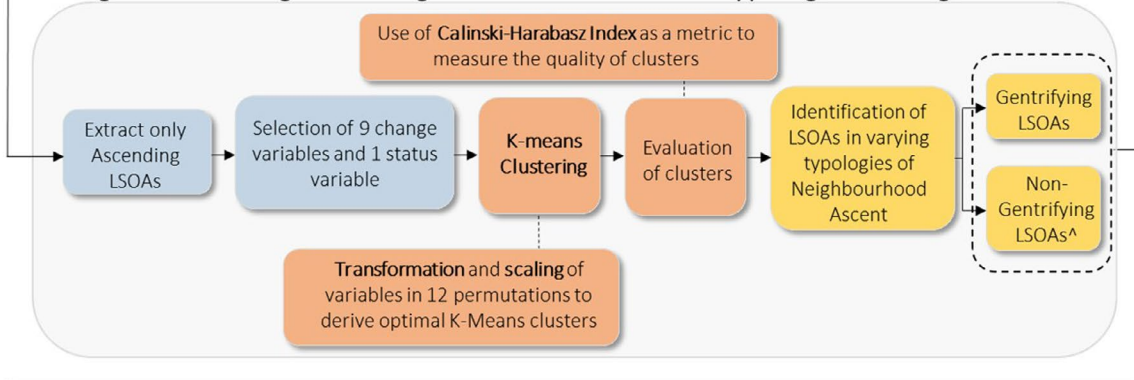 Use of Calinski-Harabasz Index as a metric to
measure the quality of clusters
Extract only
Ascending
LSOAs
Selection of 9 change
variables and 1 status
variable
K-means
Clustering
Evaluation
of clusters
Identification of
LSOAs in varying
typologies of
Neighbourhood
Ascent
Gentrifying
LSOAs
Non-
Gentrifying
LSOAs^
Transformation and scaling of
variables in 12 permutations to
derive optimal K-Means clusters